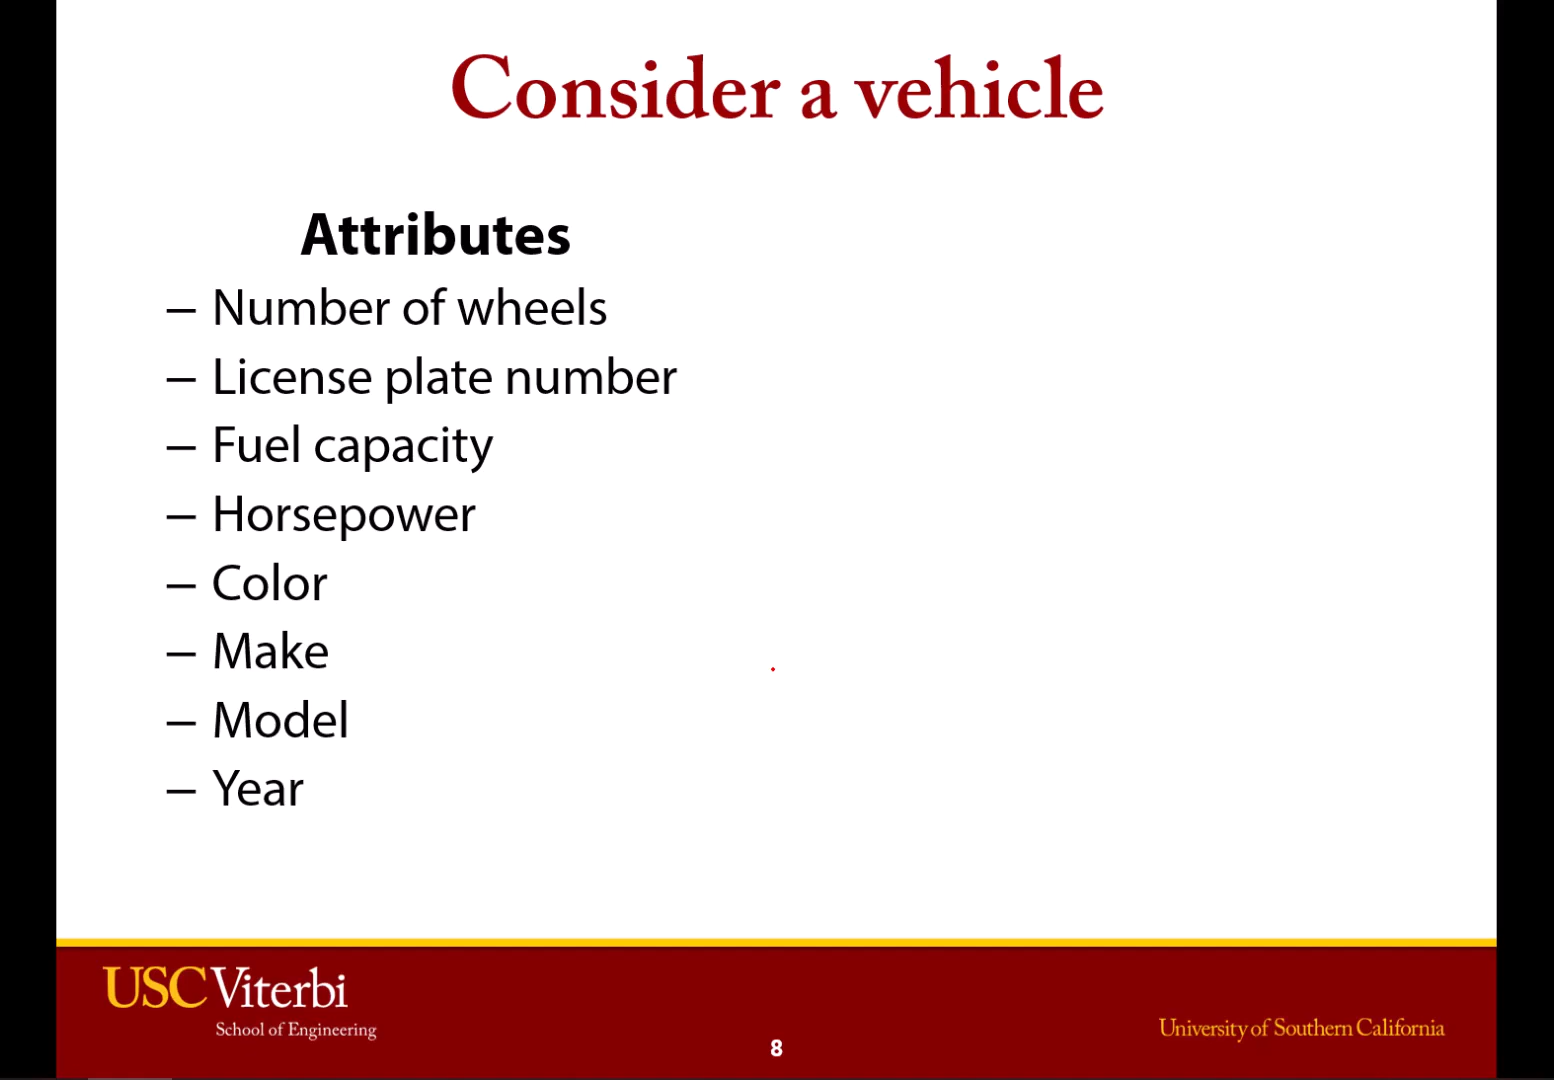 Consider a vehicle
Attributes
– Number of wheels
– License plate number
– Fuel capacity
– Horsepower
– Color
– Make
– Model
– Year
USC Viterbi
School of Engineering
8
University of Southern California